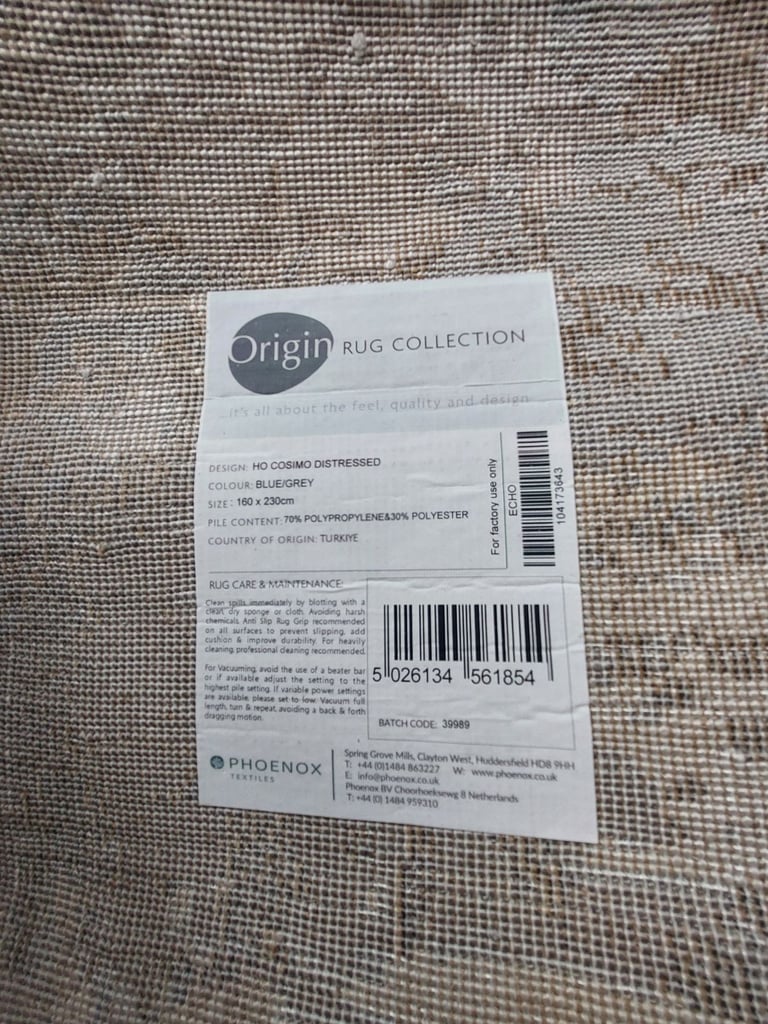 Origin RUG COLLECTION
...it's all about the feel, quality and design
DESIGN: HO COSIMO DISTRESSED
COLOUR: BLUE/GREY
SIZE: 160 x 230cm
PILE CONTENT: 70% POLYPROPYLENE&30% POLYESTER
COUNTRY OF ORIGIN: TURKIYE
For factory use only
ECHO
104173643
RUG CARE & MAINTENANCE:
Clean spills immediately by blotting with a
clean, dry sponge or cloth. Avoiding harsh
chemicals. Anti Slip Rug Grip recommended
on all surfaces to prevent slipping, add
cushion & improve durability. For heavily
cleaning, professional cleaning recommended.
For Vacuuming, avoid the use of a beater bar
or if available adjust the setting to the
highest pile setting. If variable power settings
are available, please set to low. Vacuum full
length, turn & repeat, avoiding a back & forth
dragging motion.
5 026134 561854
BATCH CODE: 39989
PHOENOX
TEXTILES
Spring Grove Mills, Clayton West, Huddersfield HD8 9HH
T: +44 (0)1484 863227 W: www.phoenox.co.uk
E: info@phoenox.co.uk
Phoenox BV Choorhoeksewg 8 Netherlands
T: +44 (0) 1484 959310